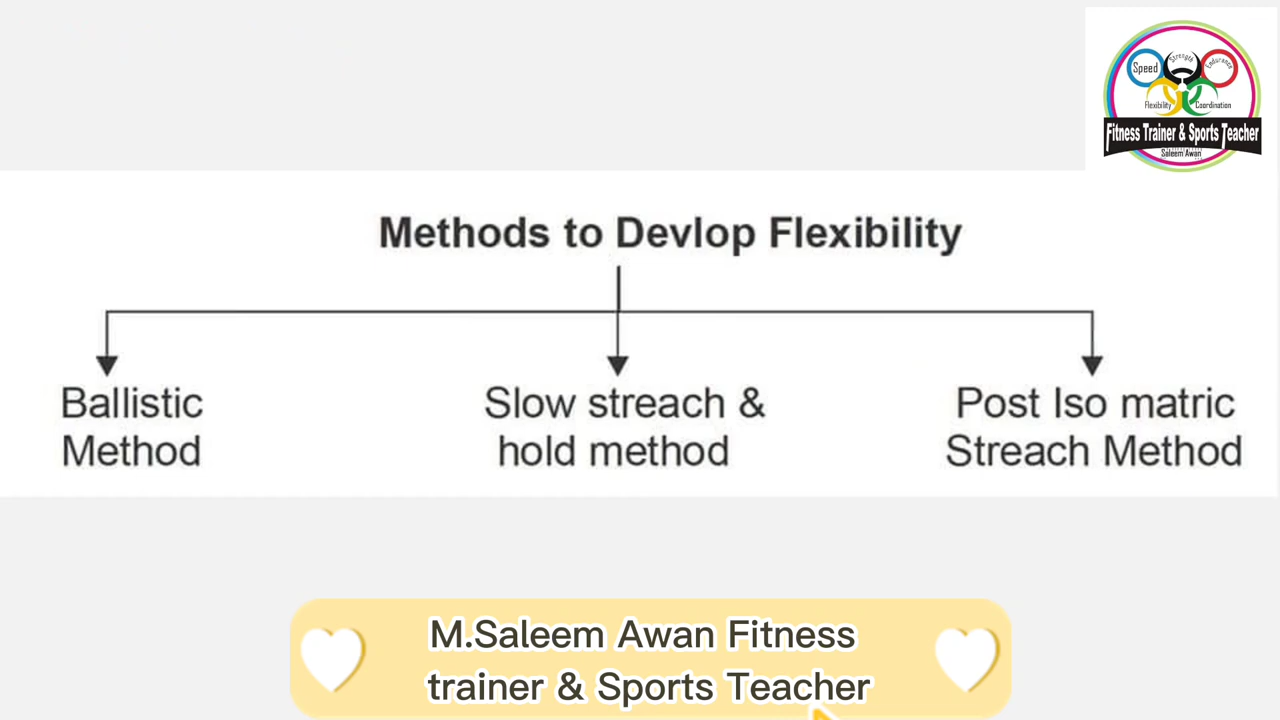 Speed
Strength
Endurance
Flexibility
Coordination
Fitness Trainer & Sports Teacher
Saleem Awan
Methods to Devlop Flexibility
Ballistic
Method
Slow streach &
hold method
Post Iso matric
Streach Method
M.Saleem Awan Fitness
trainer & Sports Teacher